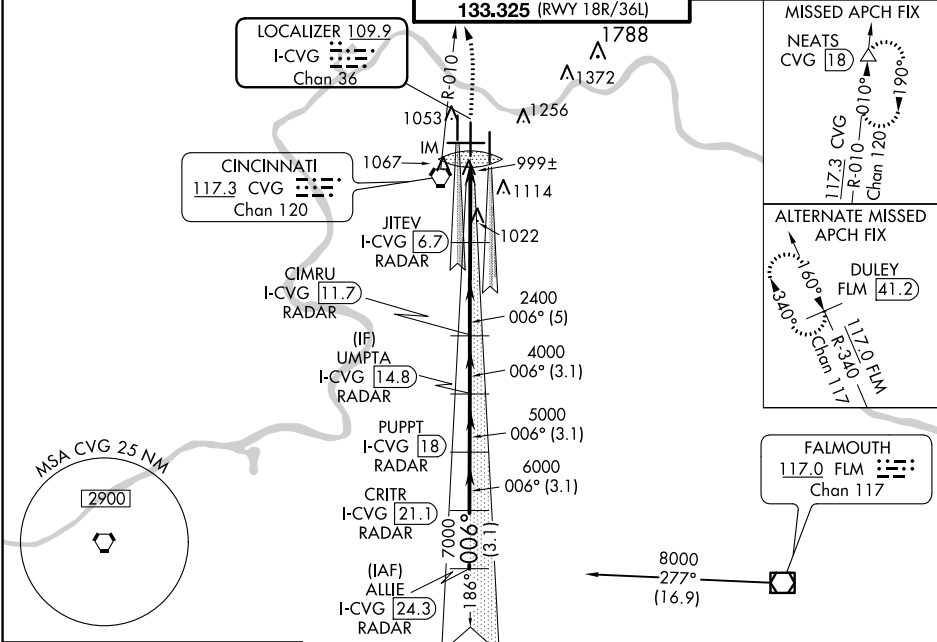 133.325 (RWY 18R/36L)
LOCALIZER 109.9
I-CVG
Chan 36
R-010
1788
1372
1053
1256
IM
1067
999±
CINCINNATI
117.3 CVG
Chan 120
1114
JITEV
I-CVG 6.7
RADAR
1022
CIMRU
I-CVG 11.7
RADAR
2400
006° (5)
(IF)
UMPTA
I-CVG 14.8
RADAR
4000
006° (3.1)
PUPPT
I-CVG 18
RADAR
5000
006° (3.1)
6000
006° (3.1)
CRITR
I-CVG 21.1
RADAR
7000
006°
(3.1)
(IAF)
ALLIE
I-CVG 24.3
RADAR
186°
MSA CVG 25 NM
2900
MISSED APCH FIX
NEATS
CVG 18
010°
190°
117.3 CVG
R-010
Chan 120
ALTERNATE MISSED
APCH FIX
DULEY
FLM 41.2
160°
340°
117.0 FLM
R-340
Chan 117
FALMOUTH
117.0 FLM
Chan 117
8000
277°
(16.9)